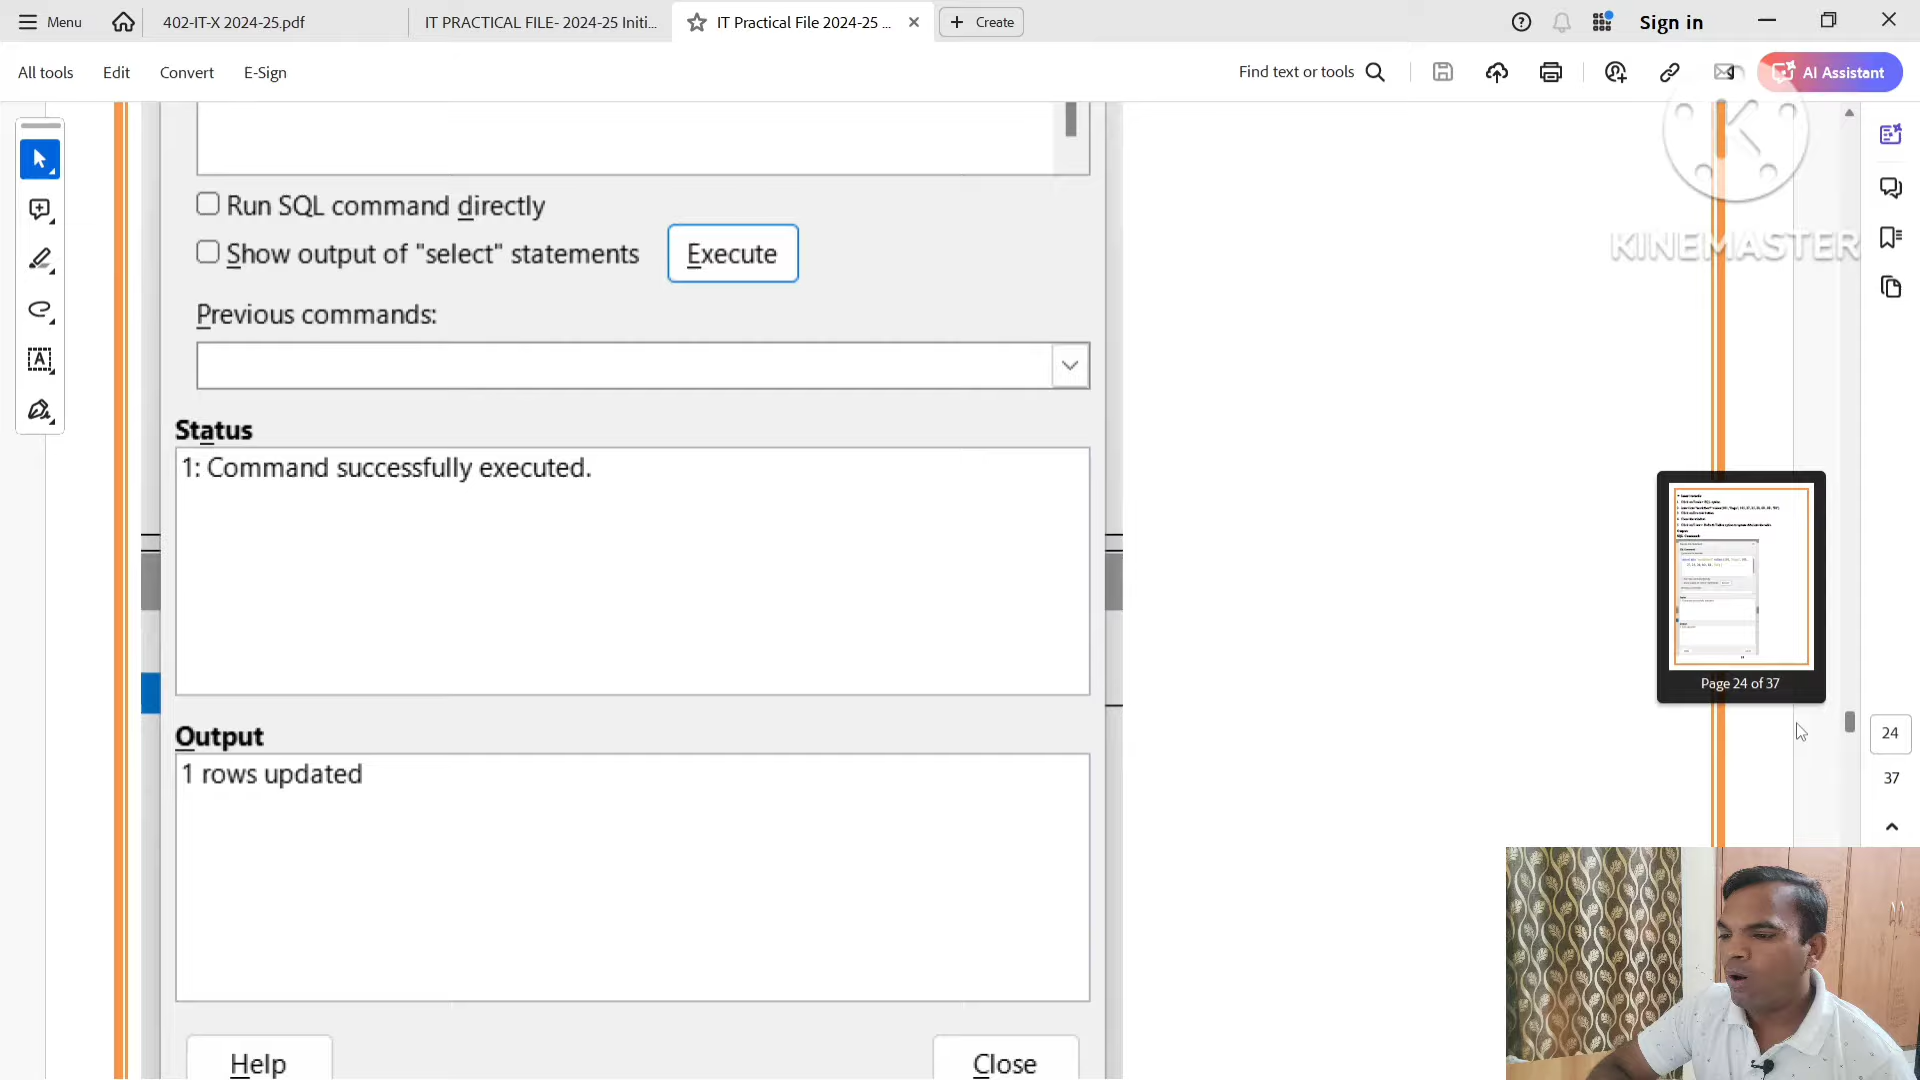 Menu
402-IT-X 2024-25.pdf
IT PRACTICAL FILE- 2024-25 Initi...
IT Practical File 2024-25 ...
Create
Sign in
All tools
Edit
Convert
E-Sign
Find text or tools
AI Assistant
KINEMASTER
Run SQL command directly
Show output of "select" statements
Execute
Previous commands:
Status
1: Command successfully executed.
Page 24 of 37
24
37
Output
1 rows updated
Help
Close